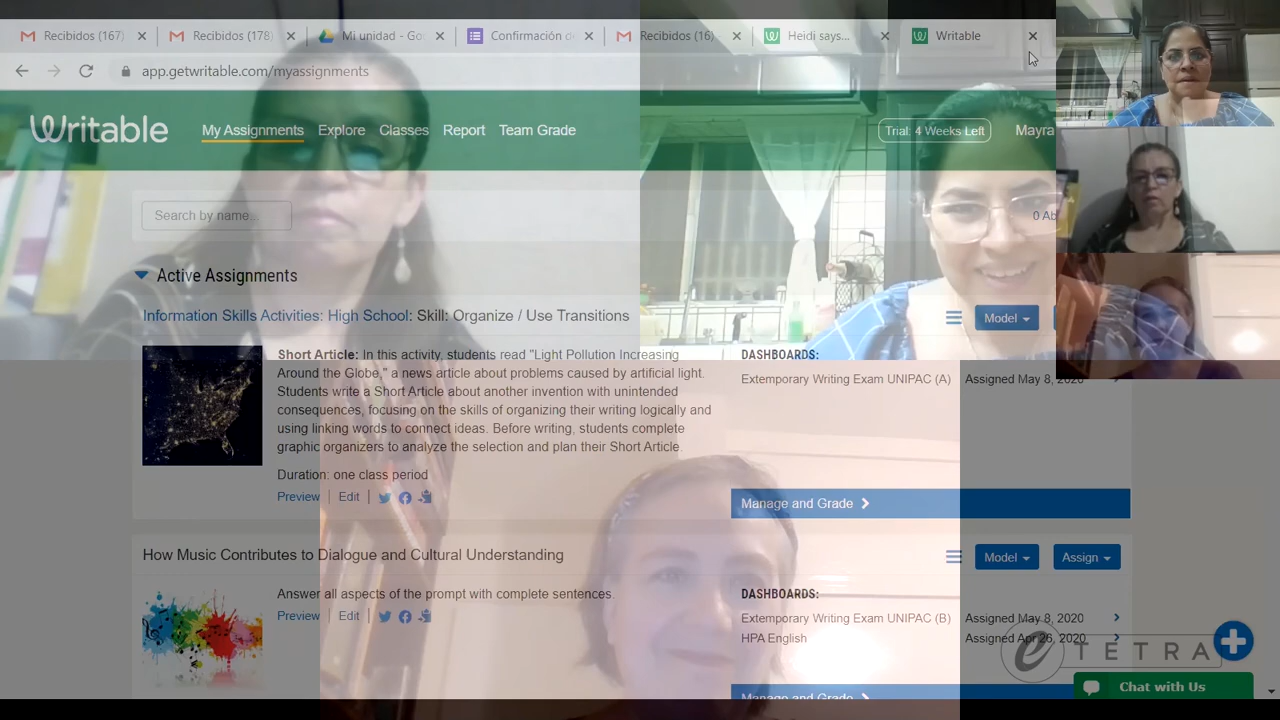 Recibidos (167)
Recibidos (178)
Mi unidad - Go
Confirmación d
Recibidos (16)
Heidi says...
Writable
app.getwritable.com/myassignments
Writable
My Assignments
Explore
Classes
Report
Team Grade
Trial: 4 Weeks Left
Mayra
Search by name...
0 Ab
Active Assignments
Information Skills Activities: High School: Skill: Organize / Use Transitions
Model
Short Article: In this activity, students read "Light Pollution Increasing
Around the Globe," a news article about problems caused by artificial light.
Students write a Short Article about another invention with unintended
consequences, focusing on the skills of organizing their writing logically and
using linking words to connect ideas. Before writing, students complete
graphic organizers to analyze the selection and plan their Short Article.
Duration: one class period
Preview | Edit |
DASHBOARDS:
Extemporary Writing Exam UNIPAC (A) Assigned May 8, 2020
Manage and Grade
How Music Contributes to Dialogue and Cultural Understanding
Model
Assign
Answer all aspects of the prompt with complete sentences.
Preview | Edit |
DASHBOARDS:
Extemporary Writing Exam UNIPAC (B) Assigned May 8, 2020
HPA English Assigned Apr 26, 2020
Manage and Grade
e TETRA
Chat with Us